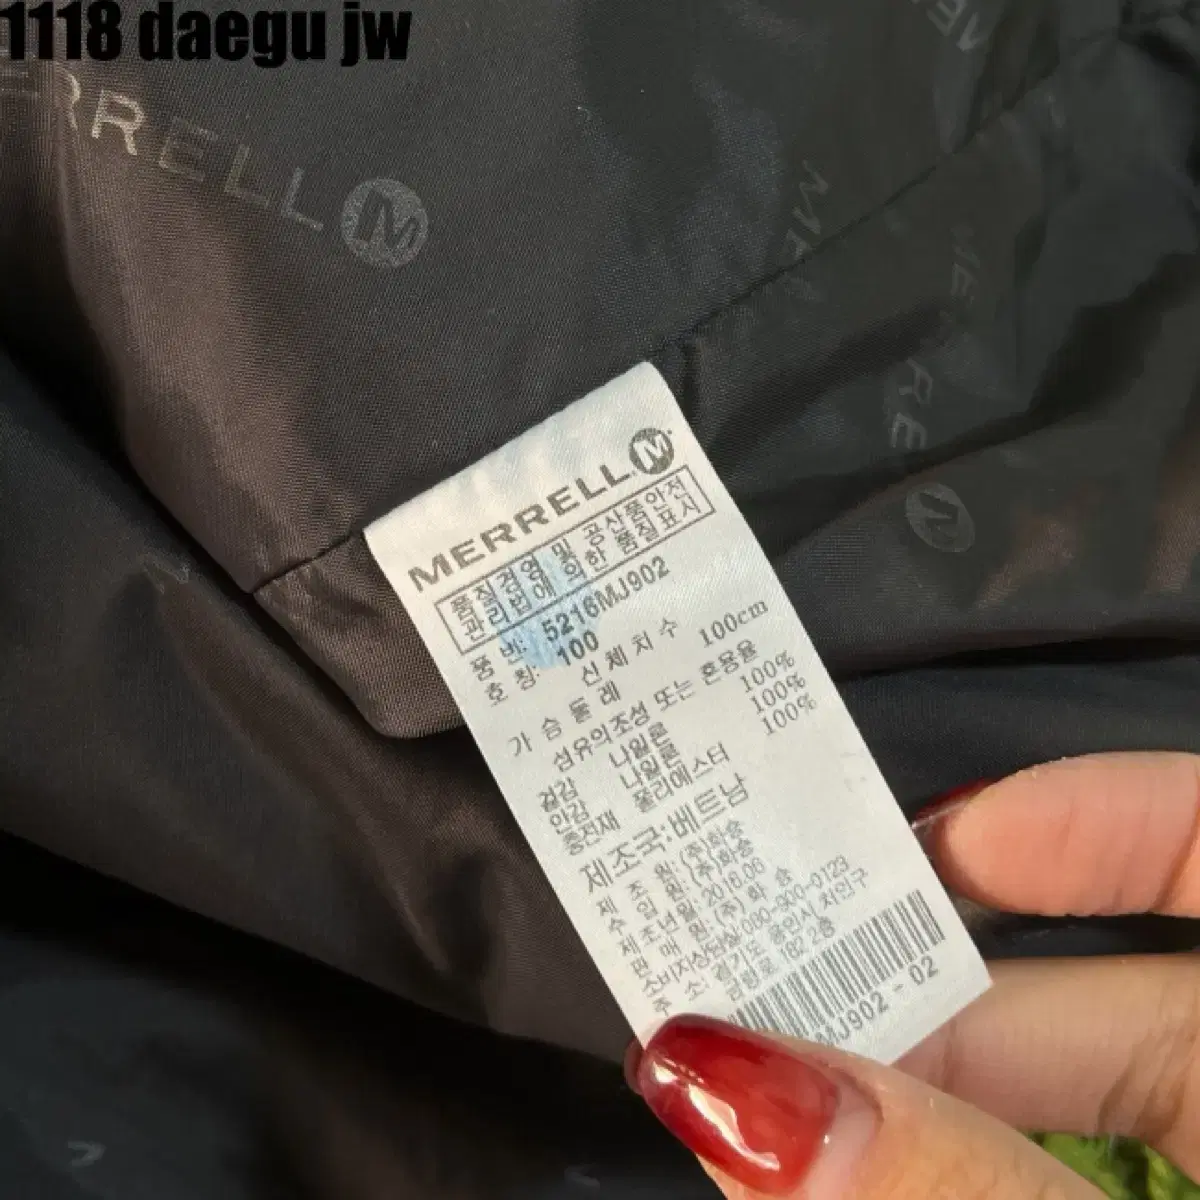 1118 daegu jw
ERRELL M
MERRELL M
품질경영 및 공산품안전
관리법에 의한 품질표시
품 번: 5216MJ902
호 칭: 100
신 체 치 수
가 슴 둘 레 100cm
섬유의조성 또는 혼용율
겉감 나일론 100%
안감 나일론 100%
충전재 폴리에스터 100%
제조국:베트남
제 조 원: (주)화승
수 입 원: (주)화승
제조년월: 2016.06
판 매 원: (주) 화 승
소비자상담실:080-900-0123
주 소: 경기도 용인시 처인구
182 2층
MJ902-02